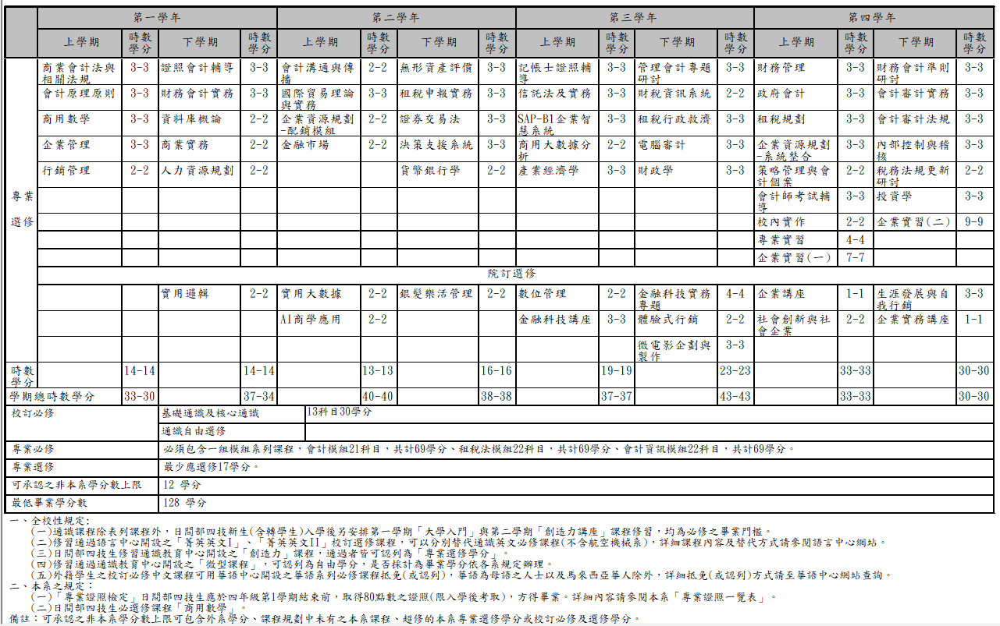 第一學年 第二學年 第三學年 第四學年
上學期 時數學分 下學期 時數學分 上學期 時數學分 下學期 時數學分 上學期 時數學分 下學期 時數學分 上學期 時數學分 下學期 時數學分
專業選修
商業會計法與相關法規 3-3 證照會計輔導 3-3 會計溝通與傳播 2-2 無形資產評價 3-3 記帳士證照輔導 3-3 管理會計專題研討 3-3 財務管理 3-3 財務會計準則研討 3-3
會計原理原則 3-3 財務會計實務 3-3 國際貿易理論與實務 3-3 租稅申報實務 3-3 信託法及實務 3-3 財稅資訊系統 2-2 政府會計 3-3 會計審計實務 3-3
商用數學 3-3 資料庫概論 2-2 企業資源規劃-配銷模組 2-2 證券交易法 3-3 SAP-B1企業智慧系統 3-3 租稅行政救濟 3-3 租稅規劃 3-3 會計審計法規 3-3
企業管理 3-3 商業實務 2-2 金融市場 2-2 決策支援系統 3-3 商用大數據分析 2-2 電腦審計 3-3 企業資源規劃-系統整合 3-3 內部控制與稽核 3-3
行銷管理 2-2 人力資源規劃 2-2 貨幣銀行學 2-2 產業經濟學 3-3 財政學 3-3 策略管理與會計個案 2-2 稅務法規更新研討 2-2
會計師考試輔導 3-3 投資學 3-3
校內實作 2-2 企業實習(二) 9-9
專業實習 4-4
企業實習(一) 7-7
院訂選修
實用邏輯 2-2 實用大數據 2-2 銀髮樂活管理 2-2 數位管理 2-2 金融科技實務專題 4-4 企業講座 1-1 生涯發展與自我行銷 3-3
AI商學應用 2-2 金融科技講座 3-3 體驗式行銷 2-2 社會創新與社會企業 2-2 企業實務講座 1-1
微電影企劃與製作 3-3
時數學分 14-14 14-14 13-13 16-16 19-19 23-23 33-33 30-30
學期總時數學分 33-30 37-34 40-40 38-38 37-37 43-43 33-33 30-30
校訂必修 基礎通識及核心通識 13科目30學分
通識自由選修
專業必修 必須包含一組模組系列課程，會計模組21科目，共計69學分、租稅法模組22科目，共計69學分、會計資訊模組22科目，共計69學分。
專業選修 最少應選修17學分。
可承認之非本系學分數上限 12 學分
最低畢業學分數 128 學分
一、全校性規定:
(一)通識課程除表列課程外，日間部四技新生(含轉學生)入學後另安排第一學期「大學入門」與第二學期「創造力講座」課程修習，均為必修之畢業門檻。
(二)修習通過語言中心開設之「菁英英文I」、「菁英英文II」校訂選修課程，可以分別替代通識英文必修課程(不含航空機械系)，詳細課程內容及替代方式請參閱語言中心網站。
(三)日間部四技生修習通識教育中心開設之「創造力」課程，通過者皆可認列為「專業選修學分」。
(四)修習通過通識教育中心開設之「微型課程」，可認列為自由學分，是否採計為畢業學分依各系規定辦理。
(五)外籍學生之校訂必修中文課程可用華語中心開設之華語系列必修課程抵免(或認列)，華語為母語之人士以及馬來西亞華人除外，詳細抵免(或認列)方式請至華語中心網站查詢。
二、本系之規定：
(一)「專業證照檢定」日間部四技生應於四年級第1學期結束前，取得80點數之證照(限入學後考取)，方得畢業。詳細內容請參閱本系「專業證照一覽表」。
(二)日間部四技生必選修課程「商用數學」。
備註：可承認之非本系學分數上限可包含外系學分、課程規劃中未有之本系課程、超修的本系專業選修學分或校訂必修及選修學分。